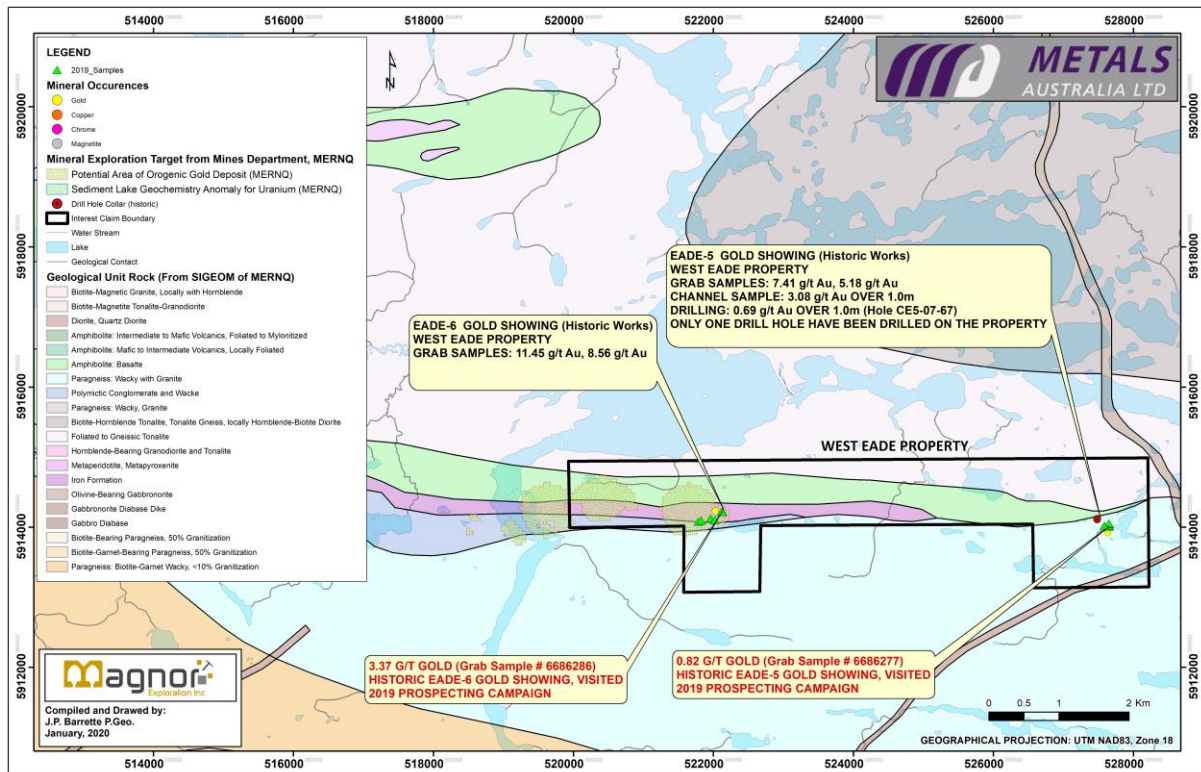 514000
516000
518000
520000
522000
524000
526000
528000
5920000
5918000
5916000
5914000
5912000
LEGEND
2019_Samples
Mineral Occurences
Gold
Copper
Chrome
Magnetite
Mineral Exploration Target from Mines Department, MERNQ
Potential Area of Orogenic Gold Deposit (MERNQ)
Sediment Lake Geochemistry Anomaly for Uranium (MERNQ)
Drill Hole Collar (historic)
Interest Claim Boundary
Water Stream
Lake
Geological Contact
Geological Unit Rock (From SIGEOM of MERNQ)
Biotite-Magnetic Granite, Locally with Hornblende
Biotite-Magnetite Tonalite-Granodiorite
Diorite, Quartz Diorite
Amphibolite: Intermediate to Mafic Volcanics, Foliated to Mylonitized
Amphibolite: Mafic to Intermediate Volcanics, Locally Foliated
Amphibolite: Basalte
Paragneiss: Wacky with Granite
Polymictic Conglomerate and Wacke
Paragneiss: Wacky, Granite
Biotite-Hornblende Tonalite, Tonalite Gneiss, locally Hornblende-Biotite Diorite
Foliated to Gneissic Tonalite
Hornblende-Bearing Granodiorite and Tonalite
Metaperidotite, Metapyroxenite
Iron Formation
Olivine-Bearing Gabbronorite
Gabbronorite Diabase Dike
Gabbro Diabase
Biotite-Bearing Paragneiss, 50% Granitization
Biotite-Garnet-Bearing Paragneiss, 50% Granitization
Paragneiss: Biotite-Garnet Wacky, <10% Granitization
N
METALS
AUSTRALIA LTD
EADE-5 GOLD SHOWING (Historic Works)
WEST EADE PROPERTY
GRAB SAMPLES: 7.41 g/t Au, 5.18 g/t Au
CHANNEL SAMPLE: 3.08 g/t Au OVER 1.0m
DRILLING: 0.69 g/t Au OVER 1.0m (Hole CE5-07-67)
ONLY ONE DRILL HOLE HAVE BEEN DRILLED ON THE PROPERTY
EADE-6 GOLD SHOWING (Historic Works)
WEST EADE PROPERTY
GRAB SAMPLES: 11.45 g/t Au, 8.56 g/t Au
WEST EADE PROPERTY
3.37 G/T GOLD (Grab Sample # 6686286)
HISTORIC EADE-6 GOLD SHOWING, VISITED
2019 PROSPECTING CAMPAIGN
0.82 G/T GOLD (Grab Sample # 6686277)
HISTORIC EADE-5 GOLD SHOWING, VISITED
2019 PROSPECTING CAMPAIGN
Magnor
Exploration Inc
Compiled and Drawed by:
J.P. Barrette P.Geo.
January, 2020
0 0.5 1 2 Km
GEOGRAPHICAL PROJECTION: UTM NAD83, Zone 18
5920000
5918000
5916000
5914000
5912000
514000
516000
518000
520000
522000
524000
526000
528000